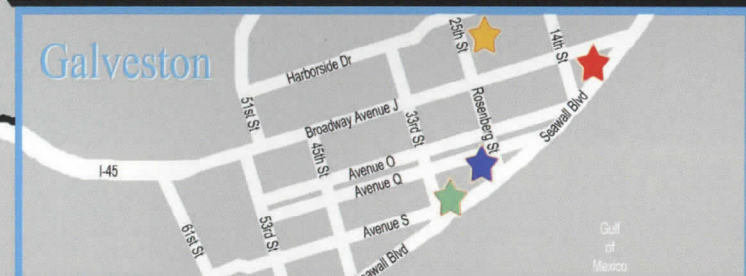 Galveston
25th St
14th St
Harborside Dr
51st St
Broadway Avenue J
33rd St
Rosenberg St
Seawall Blvd
45th St
Avenue O
I-45
Avenue Q
61st St
53rd St
Avenue S
Seawall Blvd
Gulf
of
Mexico